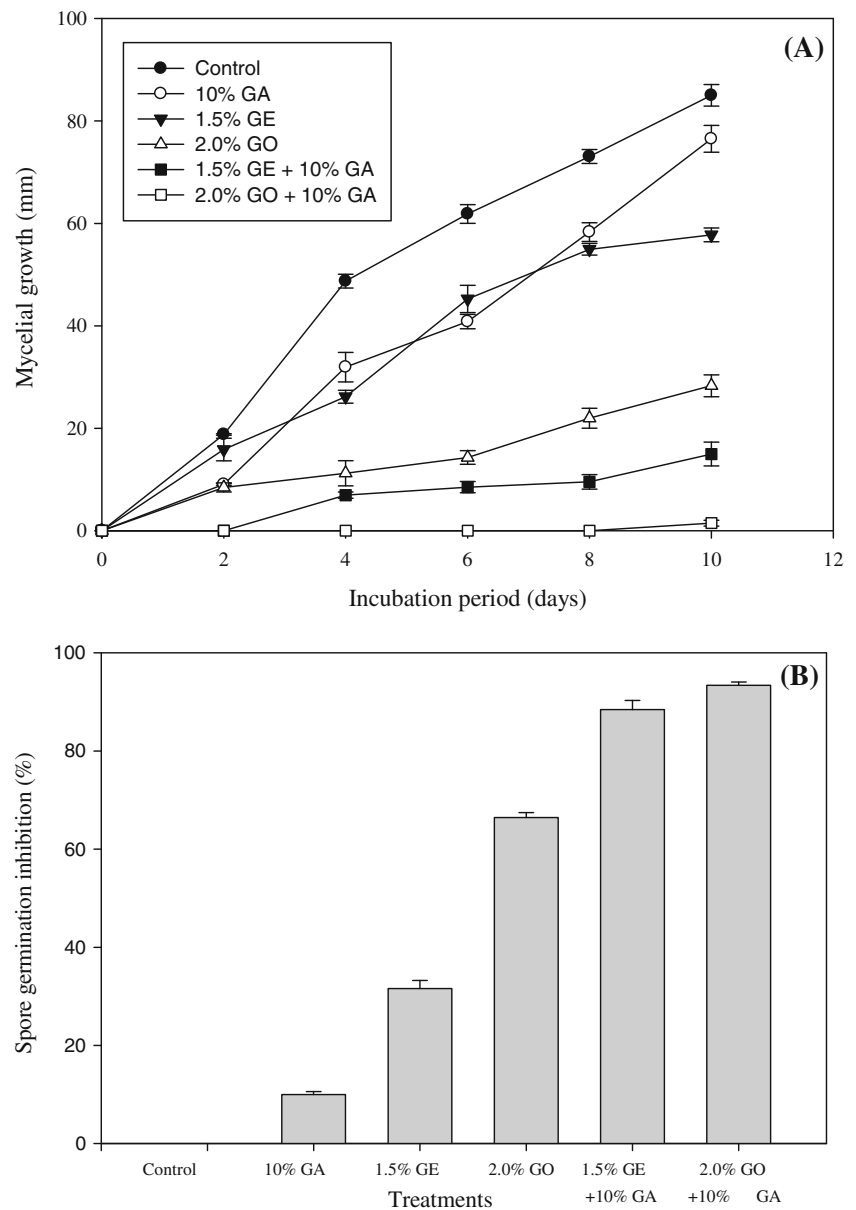 100
80
60
40
20
0
Mycelial growth (mm)
(A)
Control
10% GA
1.5% GE
2.0% GO
1.5% GE + 10% GA
2.0% GO + 10% GA
0 2 4 6 8 10 12
Incubation period (days)
100
80
60
40
20
0
Spore germination inhibition (%)
(B)
Control 10% GA 1.5% GE 2.0% GO 1.5% GE 2.0% GO
+10% GA +10% GA
Treatments